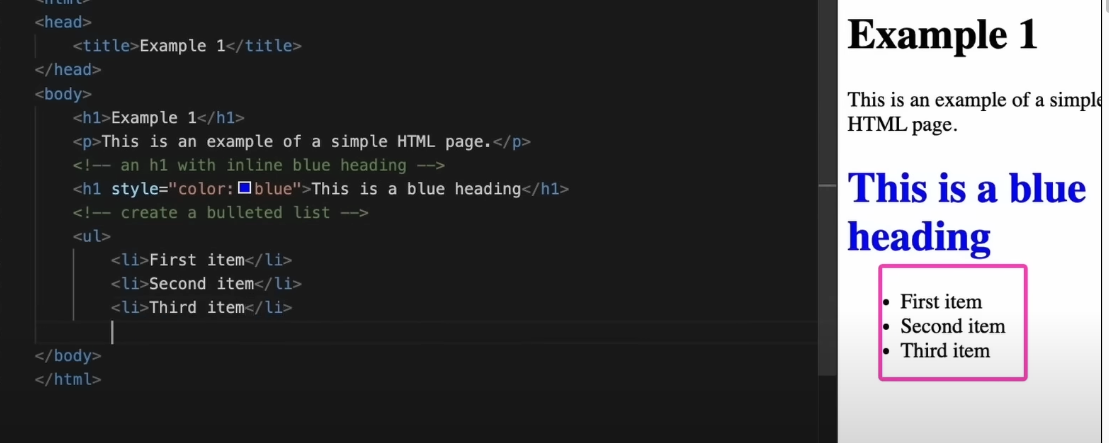 <html>
<head>
<title>Example 1</title>
</head>
<body>
<h1>Example 1</h1>
<p>This is an example of a simple HTML page.</p>
<!-- an h1 with inline blue heading -->
<h1 style="color:blue">This is a blue heading</h1>
<!-- create a bulleted list -->
<ul>
<li>First item</li>
<li>Second item</li>
<li>Third item</li>
</body>
</html>
Example 1
This is an example of a simple
HTML page.
This is a blue
heading
• First item
• Second item
• Third item